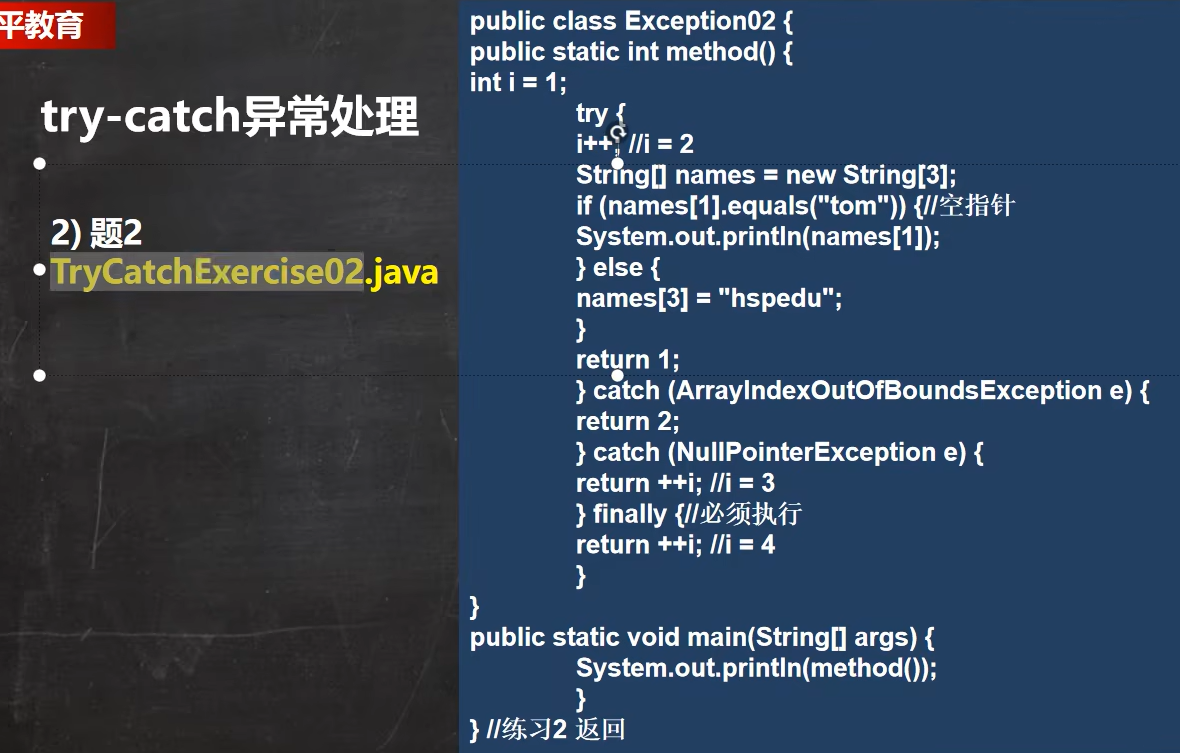 平教育
try-catch异常处理
2) 题2
TryCatchExercise02.java
public class Exception02 {
public static int method() {
int i = 1;
try {
i++; //i = 2
String[] names = new String[3];
if (names[1].equals("tom")) {//空指针
System.out.println(names[1]);
} else {
names[3] = "hspedu";
}
return 1;
} catch (ArrayIndexOutOfBoundsException e) {
return 2;
} catch (NullPointerException e) {
return ++i; //i = 3
} finally {//必须执行
return ++i; //i = 4
}
}
public static void main(String[] args) {
System.out.println(method());
}
} //练习2 返回